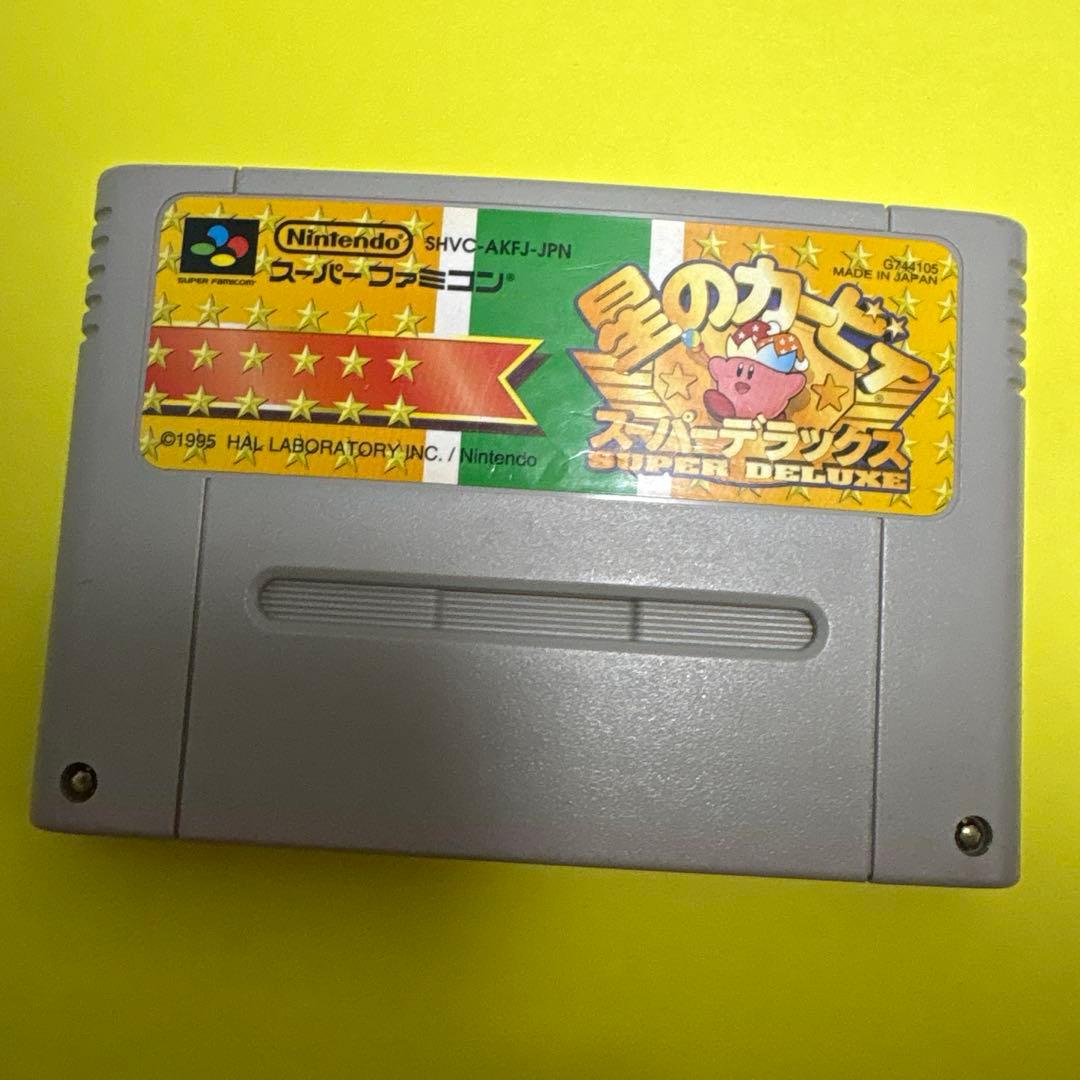 SUPER FAMICOM
Nintendo
SHVC-AKFJ-JPN
スーパーファミコン®
G744105
MADE IN JAPAN
星のカービィ
スーパーデラックス
SUPER DELUXE
©1995 HAL LABORATORY INC. / Nintendo